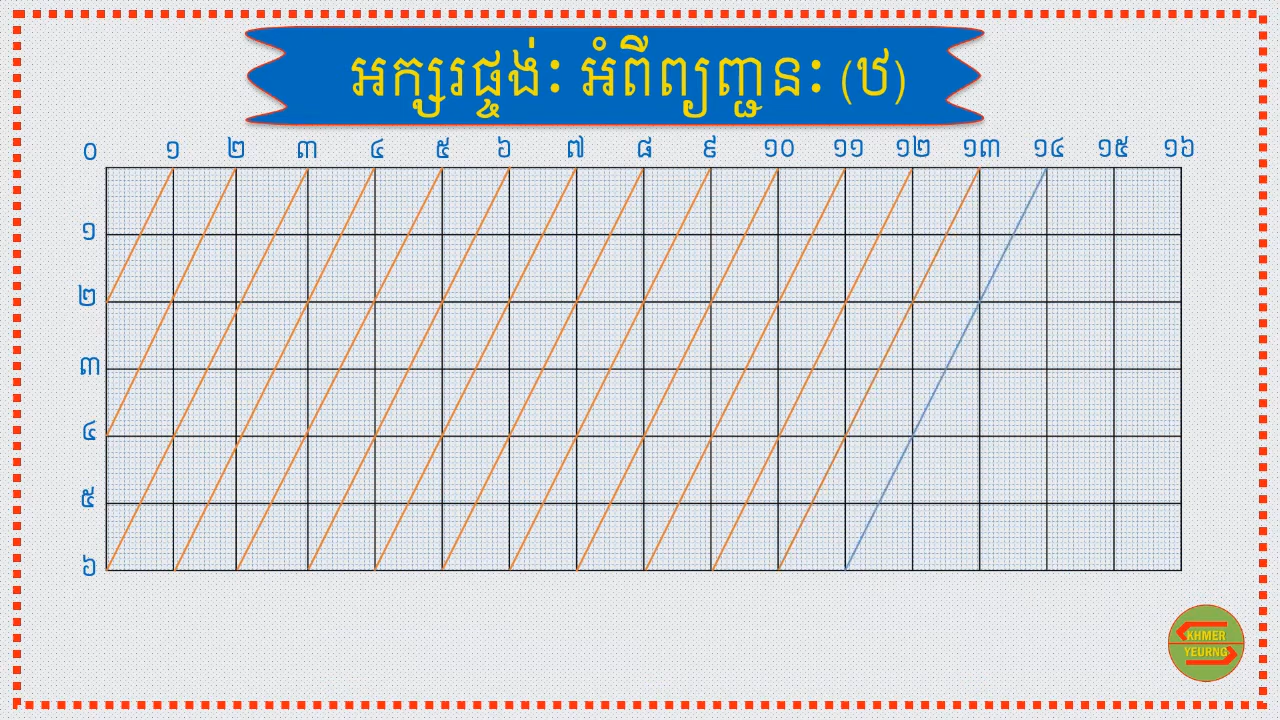 អក្សរផ្ចង់ៈ អំពីព្យញ្ជនៈ (ឋ)
០ ១ ២ ៣ ៤ ៥ ៦ ៧ ៨ ៩ ១០ ១១ ១២ ១៣ ១៤ ១៥ ១៦
១
២
៣
៤
៥
៦
KHMER
YEURNG